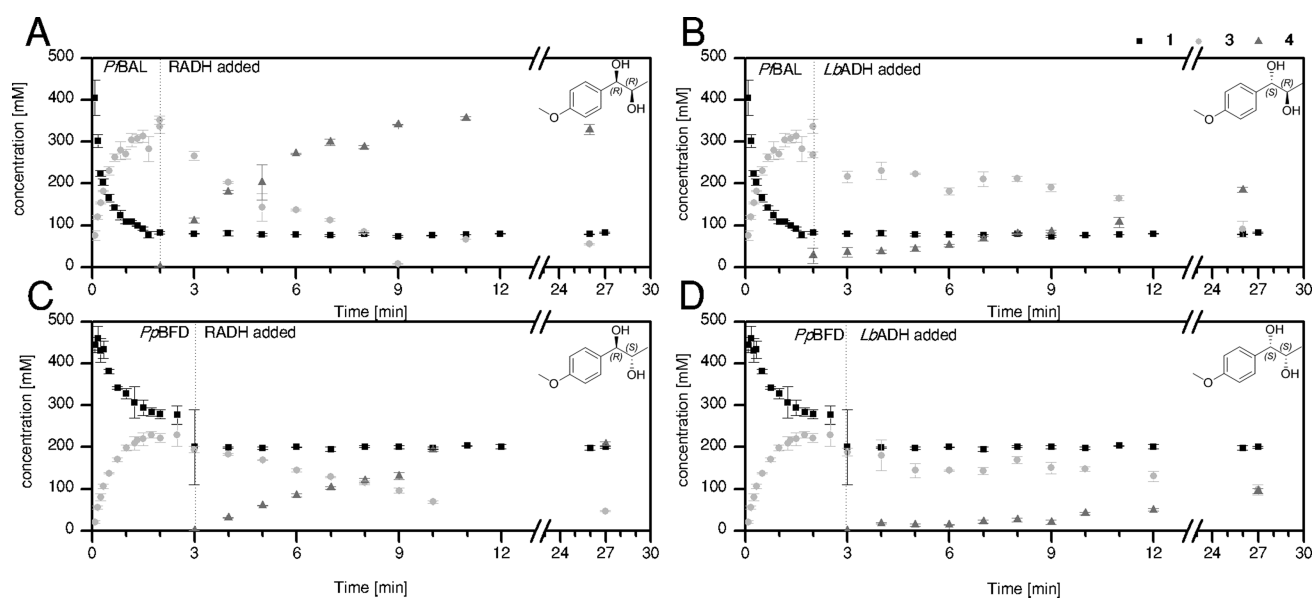 A
B
1 3 4
500
PfBAL RADH added
OH
(R)
(R)
OH
O
400
300
200
100
0
concentration [mM]
0 3 6 9 12 24 27 30
Time [min]
500
PfBAL LbADH added
OH
(R)
(S)
OH
O
400
300
200
100
0
concentration [mM]
0 3 6 9 12 24 27 30
Time [min]
C
D
500
PpBFD RADH added
OH
(S)
(R)
OH
O
400
300
200
100
0
concentration [mM]
0 3 6 9 12 24 27 30
Time [min]
500
PpBFD LbADH added
OH
(S)
(S)
OH
O
400
300
200
100
0
concentration [mM]
0 3 6 9 12 24 27 30
Time [min]